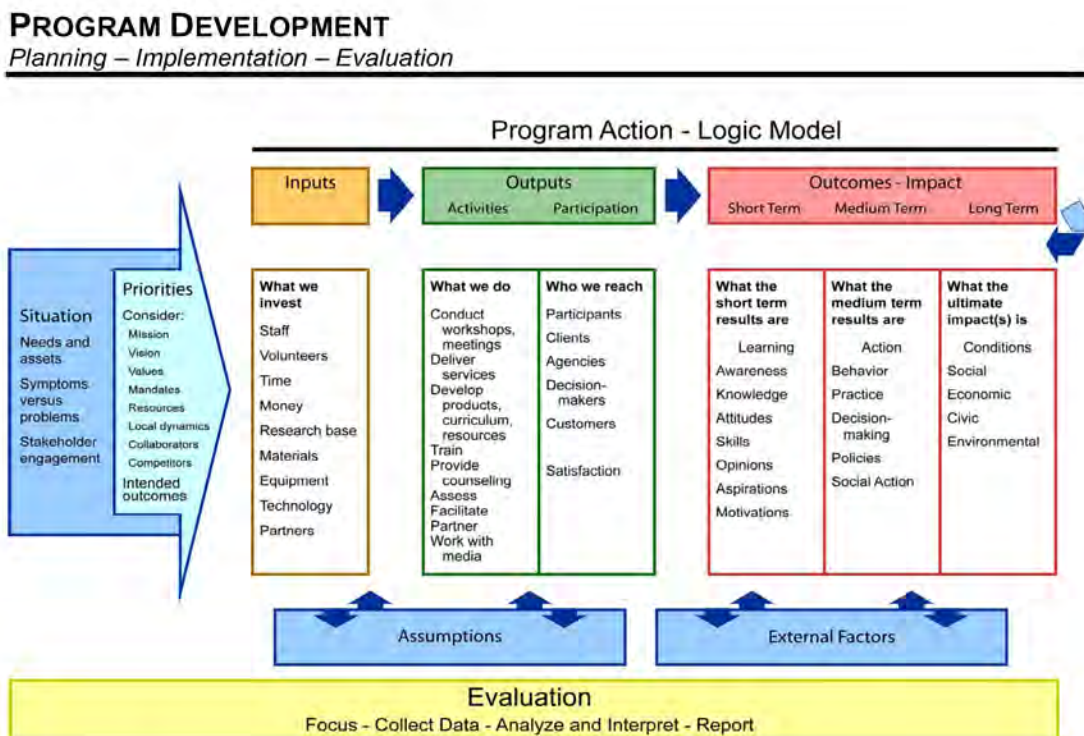 PROGRAM DEVELOPMENT
Planning – Implementation – Evaluation
Program Action - Logic Model
Inputs
Outputs
Activities Participation
Outcomes - Impact
Short Term Medium Term Long Term
Situation
Needs and
assets
Symptoms
versus
problems
Stakeholder
engagement
Priorities
Consider:
Mission
Vision
Values
Mandates
Resources
Local dynamics
Collaborators
Competitors
Intended
outcomes
What we
invest
Staff
Volunteers
Time
Money
Research base
Materials
Equipment
Technology
Partners
What we do
Conduct
workshops,
meetings
Deliver
services
Develop
products,
curriculum,
resources
Train
Provide
counseling
Assess
Facilitate
Partner
Work with
media
Who we reach
Participants
Clients
Agencies
Decision-
makers
Customers
Satisfaction
What the
short term
results are
Learning
Awareness
Knowledge
Attitudes
Skills
Opinions
Aspirations
Motivations
What the
medium term
results are
Action
Behavior
Practice
Decision-
making
Policies
Social Action
What the
ultimate
impact(s) is
Conditions
Social
Economic
Civic
Environmental
Assumptions
External Factors
Evaluation
Focus - Collect Data - Analyze and Interpret - Report